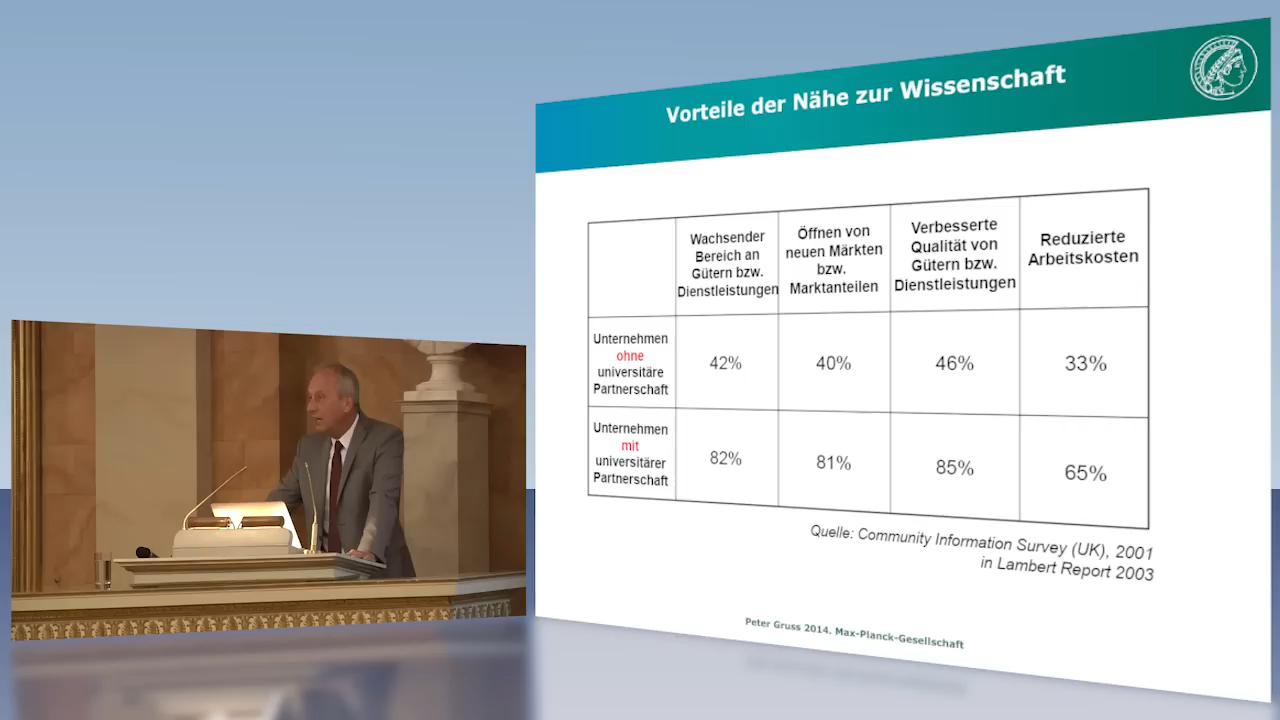 Vorteile der Nähe zur Wissenschaft
Wachsender
Bereich an
Gütern bzw.
Dienstleistungen
Öffnen von
neuen Märkten
bzw.
Marktanteilen
Verbesserte
Qualität von
Gütern bzw.
Dienstleistungen
Reduzierte
Arbeitskosten
Unternehmen
ohne
universitäre
Partnerschaft
42%
40%
46%
33%
Unternehmen
mit
universitärer
Partnerschaft
82%
81%
85%
65%
Quelle: Community Information Survey (UK), 2001
in Lambert Report 2003
Peter Gruss 2014, Max-Planck-Gesellschaft